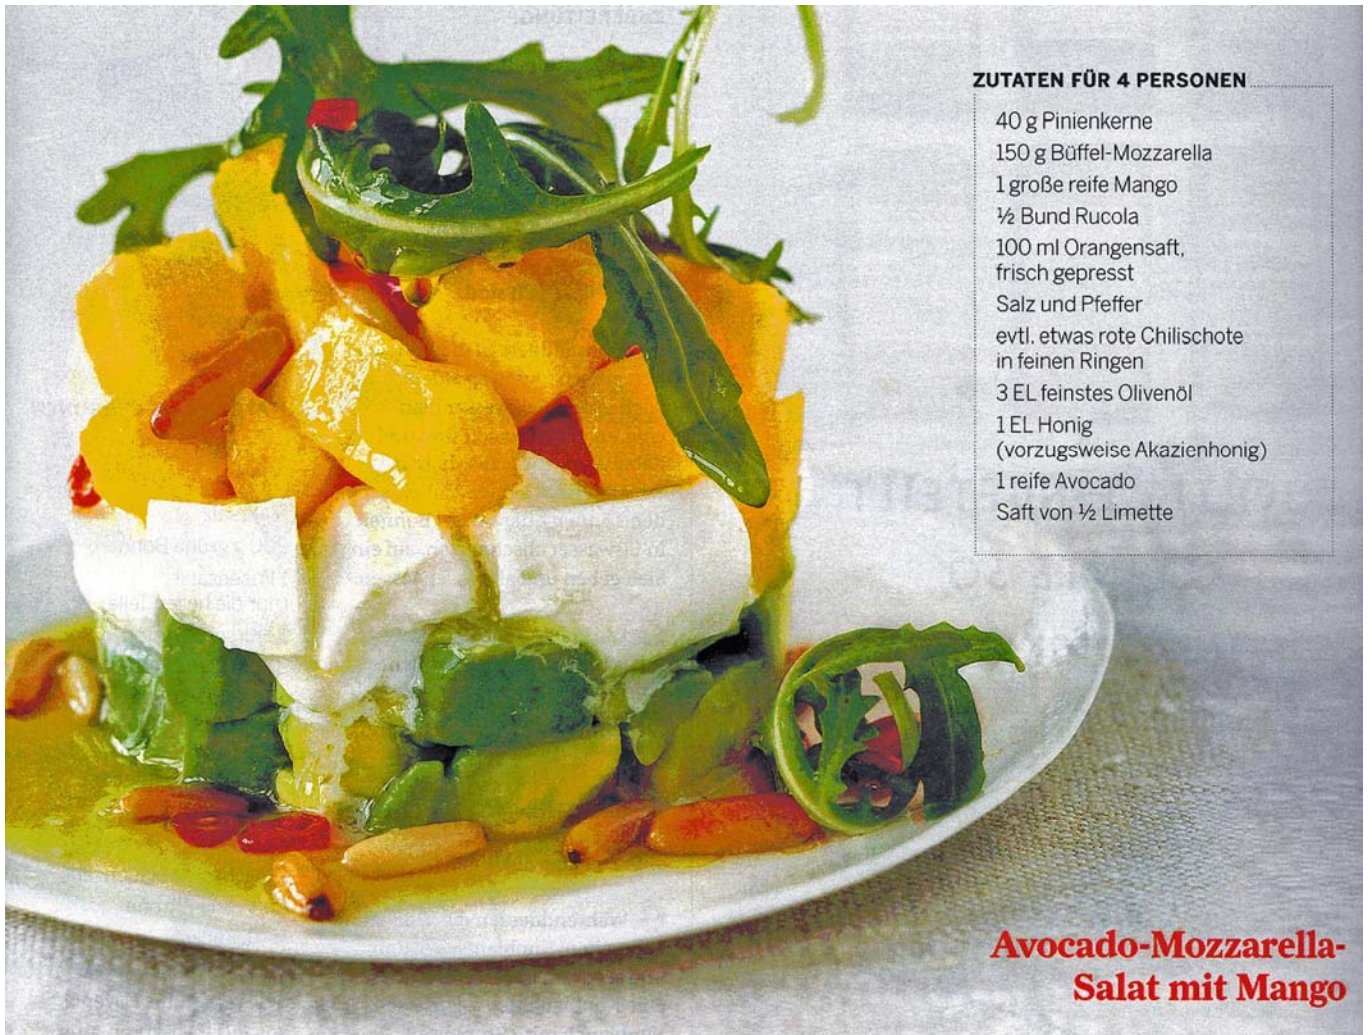 ZUTATEN FÜR 4 PERSONEN
40 g Pinienkerne
150 g Büffel-Mozzarella
1 große reife Mango
½ Bund Rucola
100 ml Orangensaft,
frisch gepresst
Salz und Pfeffer
evtl. etwas rote Chilischote
in feinen Ringen
3 EL feinstes Olivenöl
1 EL Honig
(vorzugsweise Akazienhonig)
1 reife Avocado
Saft von ½ Limette
Avocado-Mozzarella-
Salat mit Mango